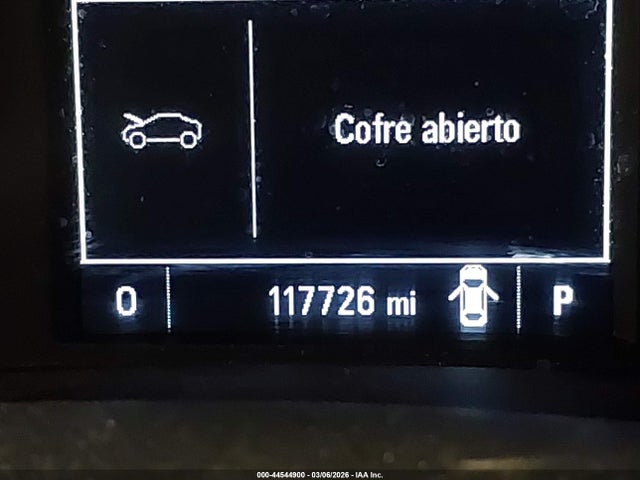 Cofre abierto
O 117726 mi P
000-44544900 - 03/06/2026 - IAA Inc.